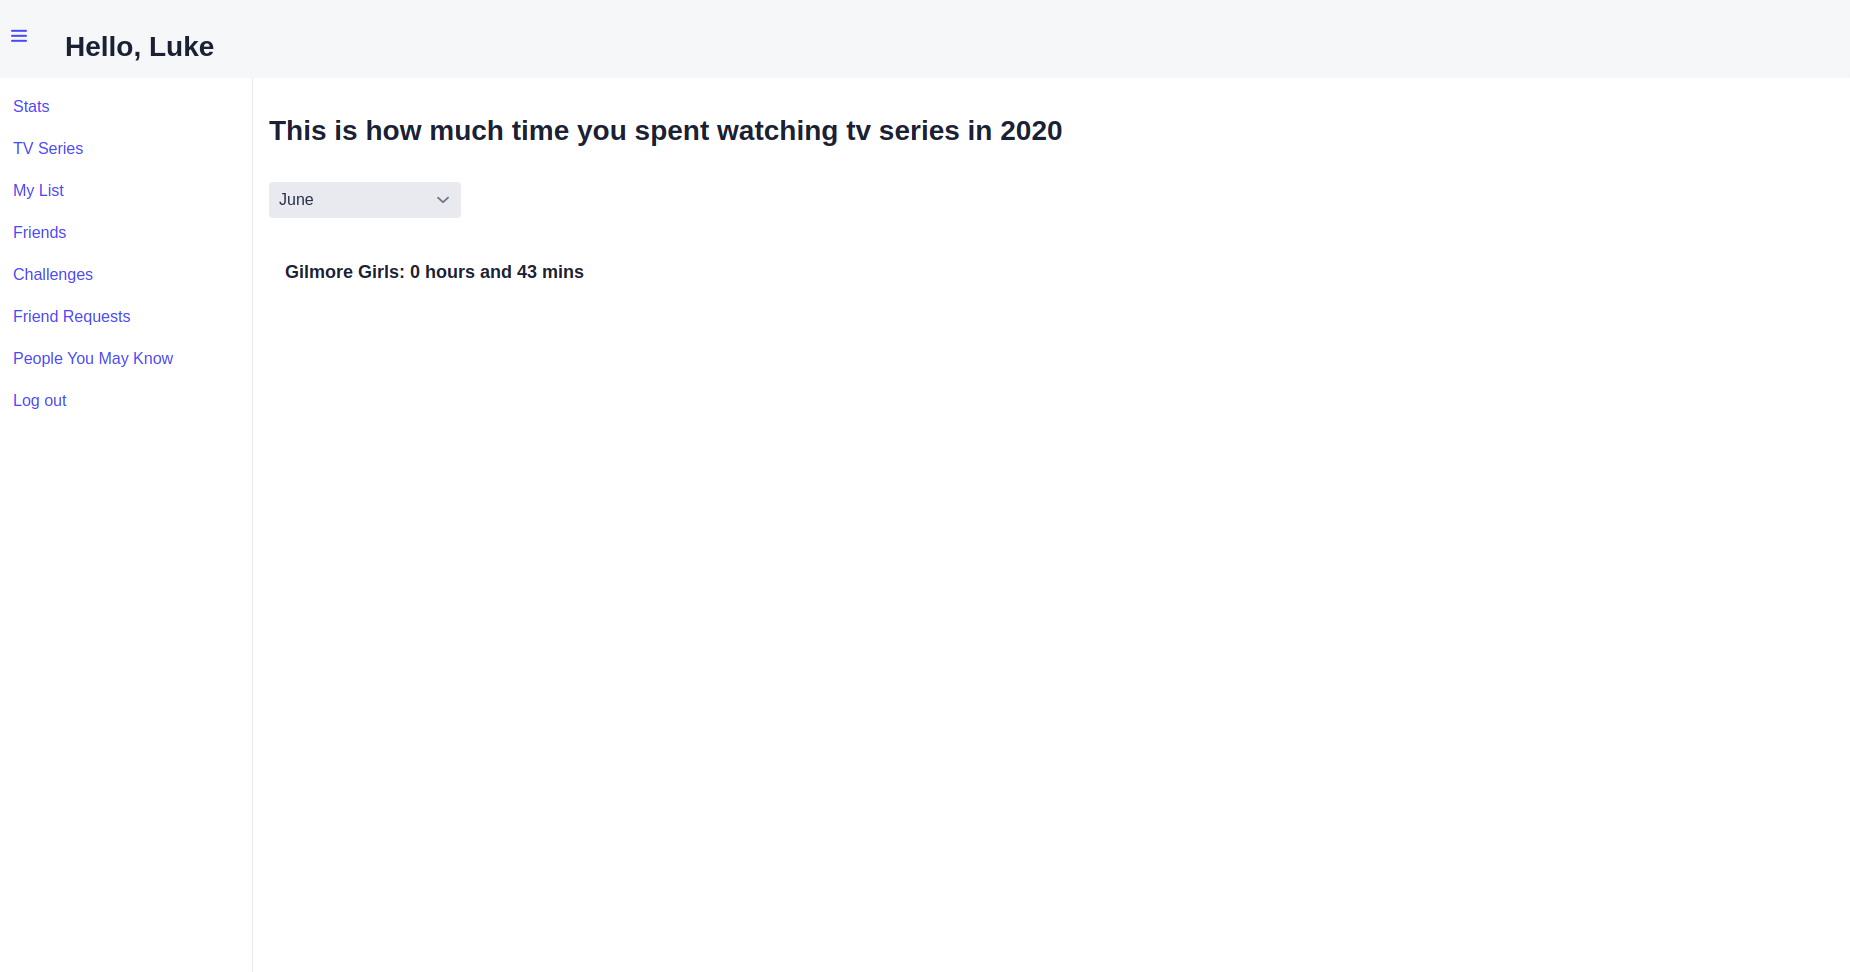 Hello, Luke
Stats
TV Series
My List
Friends
Challenges
Friend Requests
People You May Know
Log out
This is how much time you spent watching tv series in 2020
June
Gilmore Girls: 0 hours and 43 mins